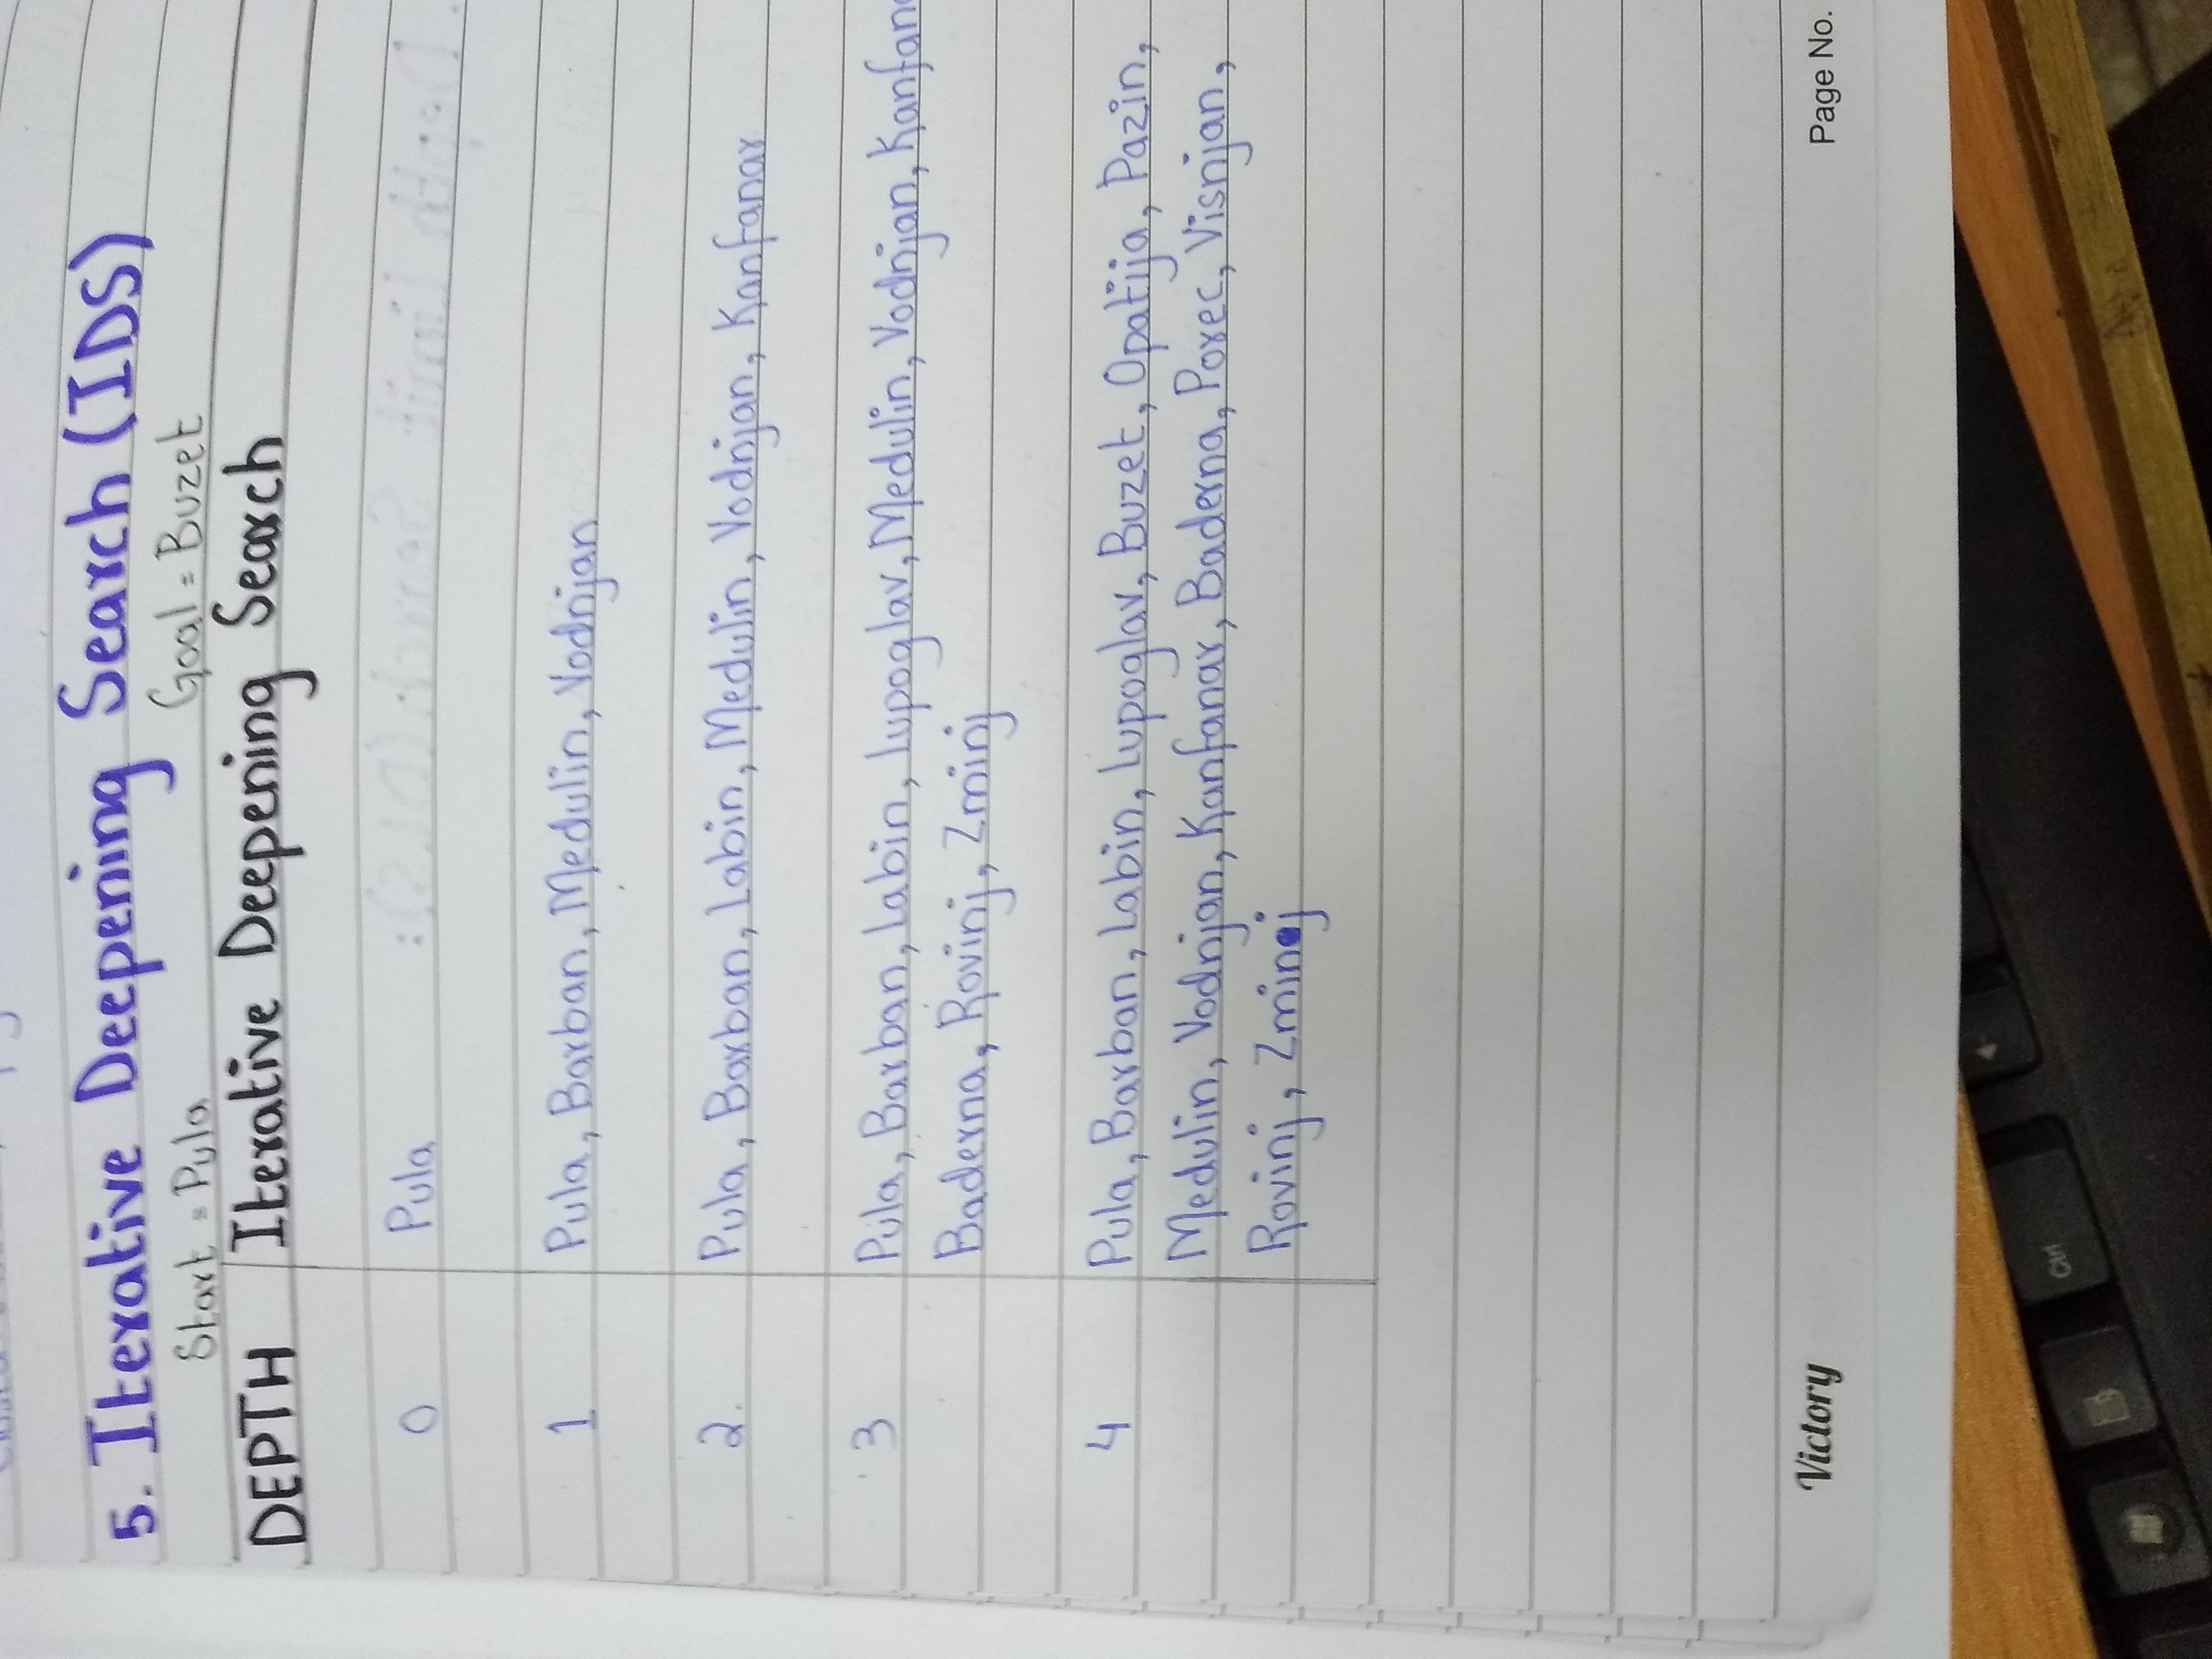 5. Iterative Deepening Search (IDS)
Start = Pula Goal = Buzet
DEPTH Iterative Deepening Search
0 Pula
1 Pula, Barban, Medulin, Vodnjan
2. Pula, Barban, Labin, Medulin, Vodnjan, Kanfanar
3 Pula, Barban, Labin, Lupoglav, Medulin, Vodnjan,
Baderna, Rovinj, Zminj
4 Pula, Barban, Labin, Lupoglav, Buzet, Opatija, Pazin,
Medulin, Vodnjan, Kanfanar, Baderna, Porec, Visnjan,
Rovinj, Zminj
Victory Page No.
Ctrl